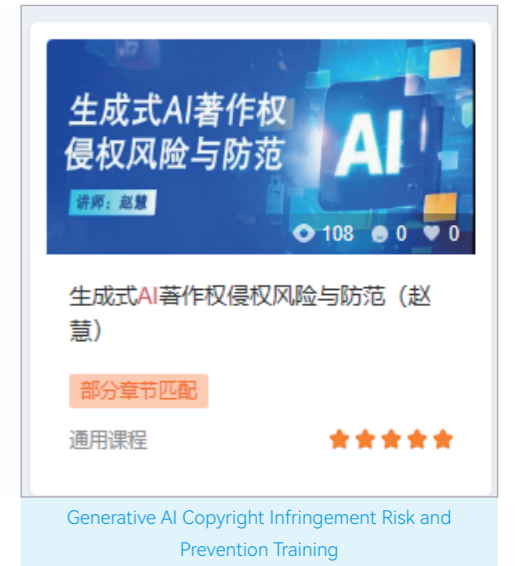 生成式AI著作权
侵权风险与防范
讲师：赵慧
AI
108 0 0
生成式AI著作权侵权风险与防范（赵
慧）
部分章节匹配
通用课程
Generative AI Copyright Infringement Risk and
Prevention Training